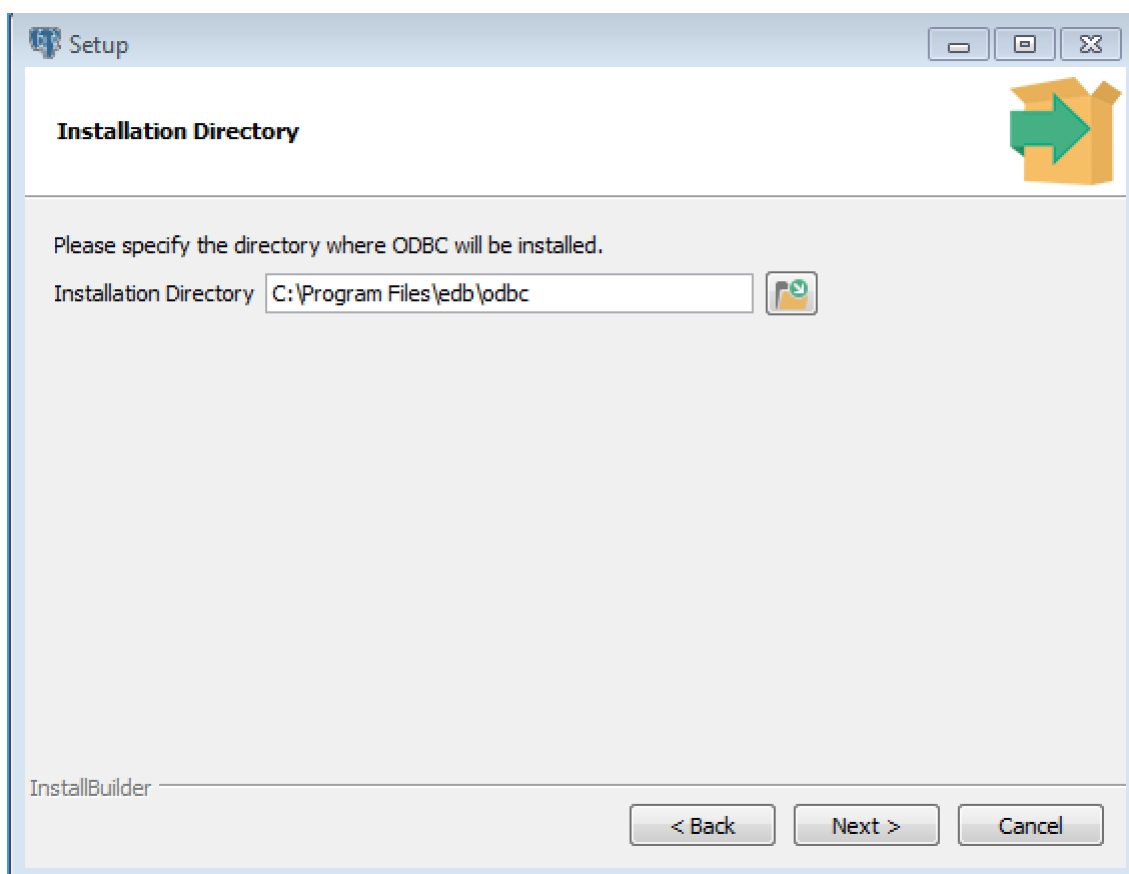 Setup
Installation Directory
Please specify the directory where ODBC will be installed.
Installation Directory C:\Program Files\edb\odbc
InstallBuilder
< Back Next > Cancel